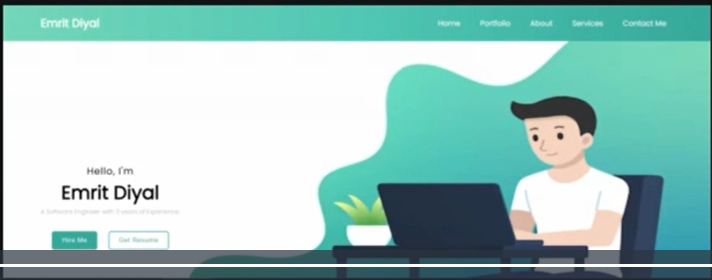 Emrit Diyal
Home Portfolio About Services Contact Me
Hello, I'm
Emrit Diyal
A Software Engineer with 5 years of Experience
Hire Me Get Resume